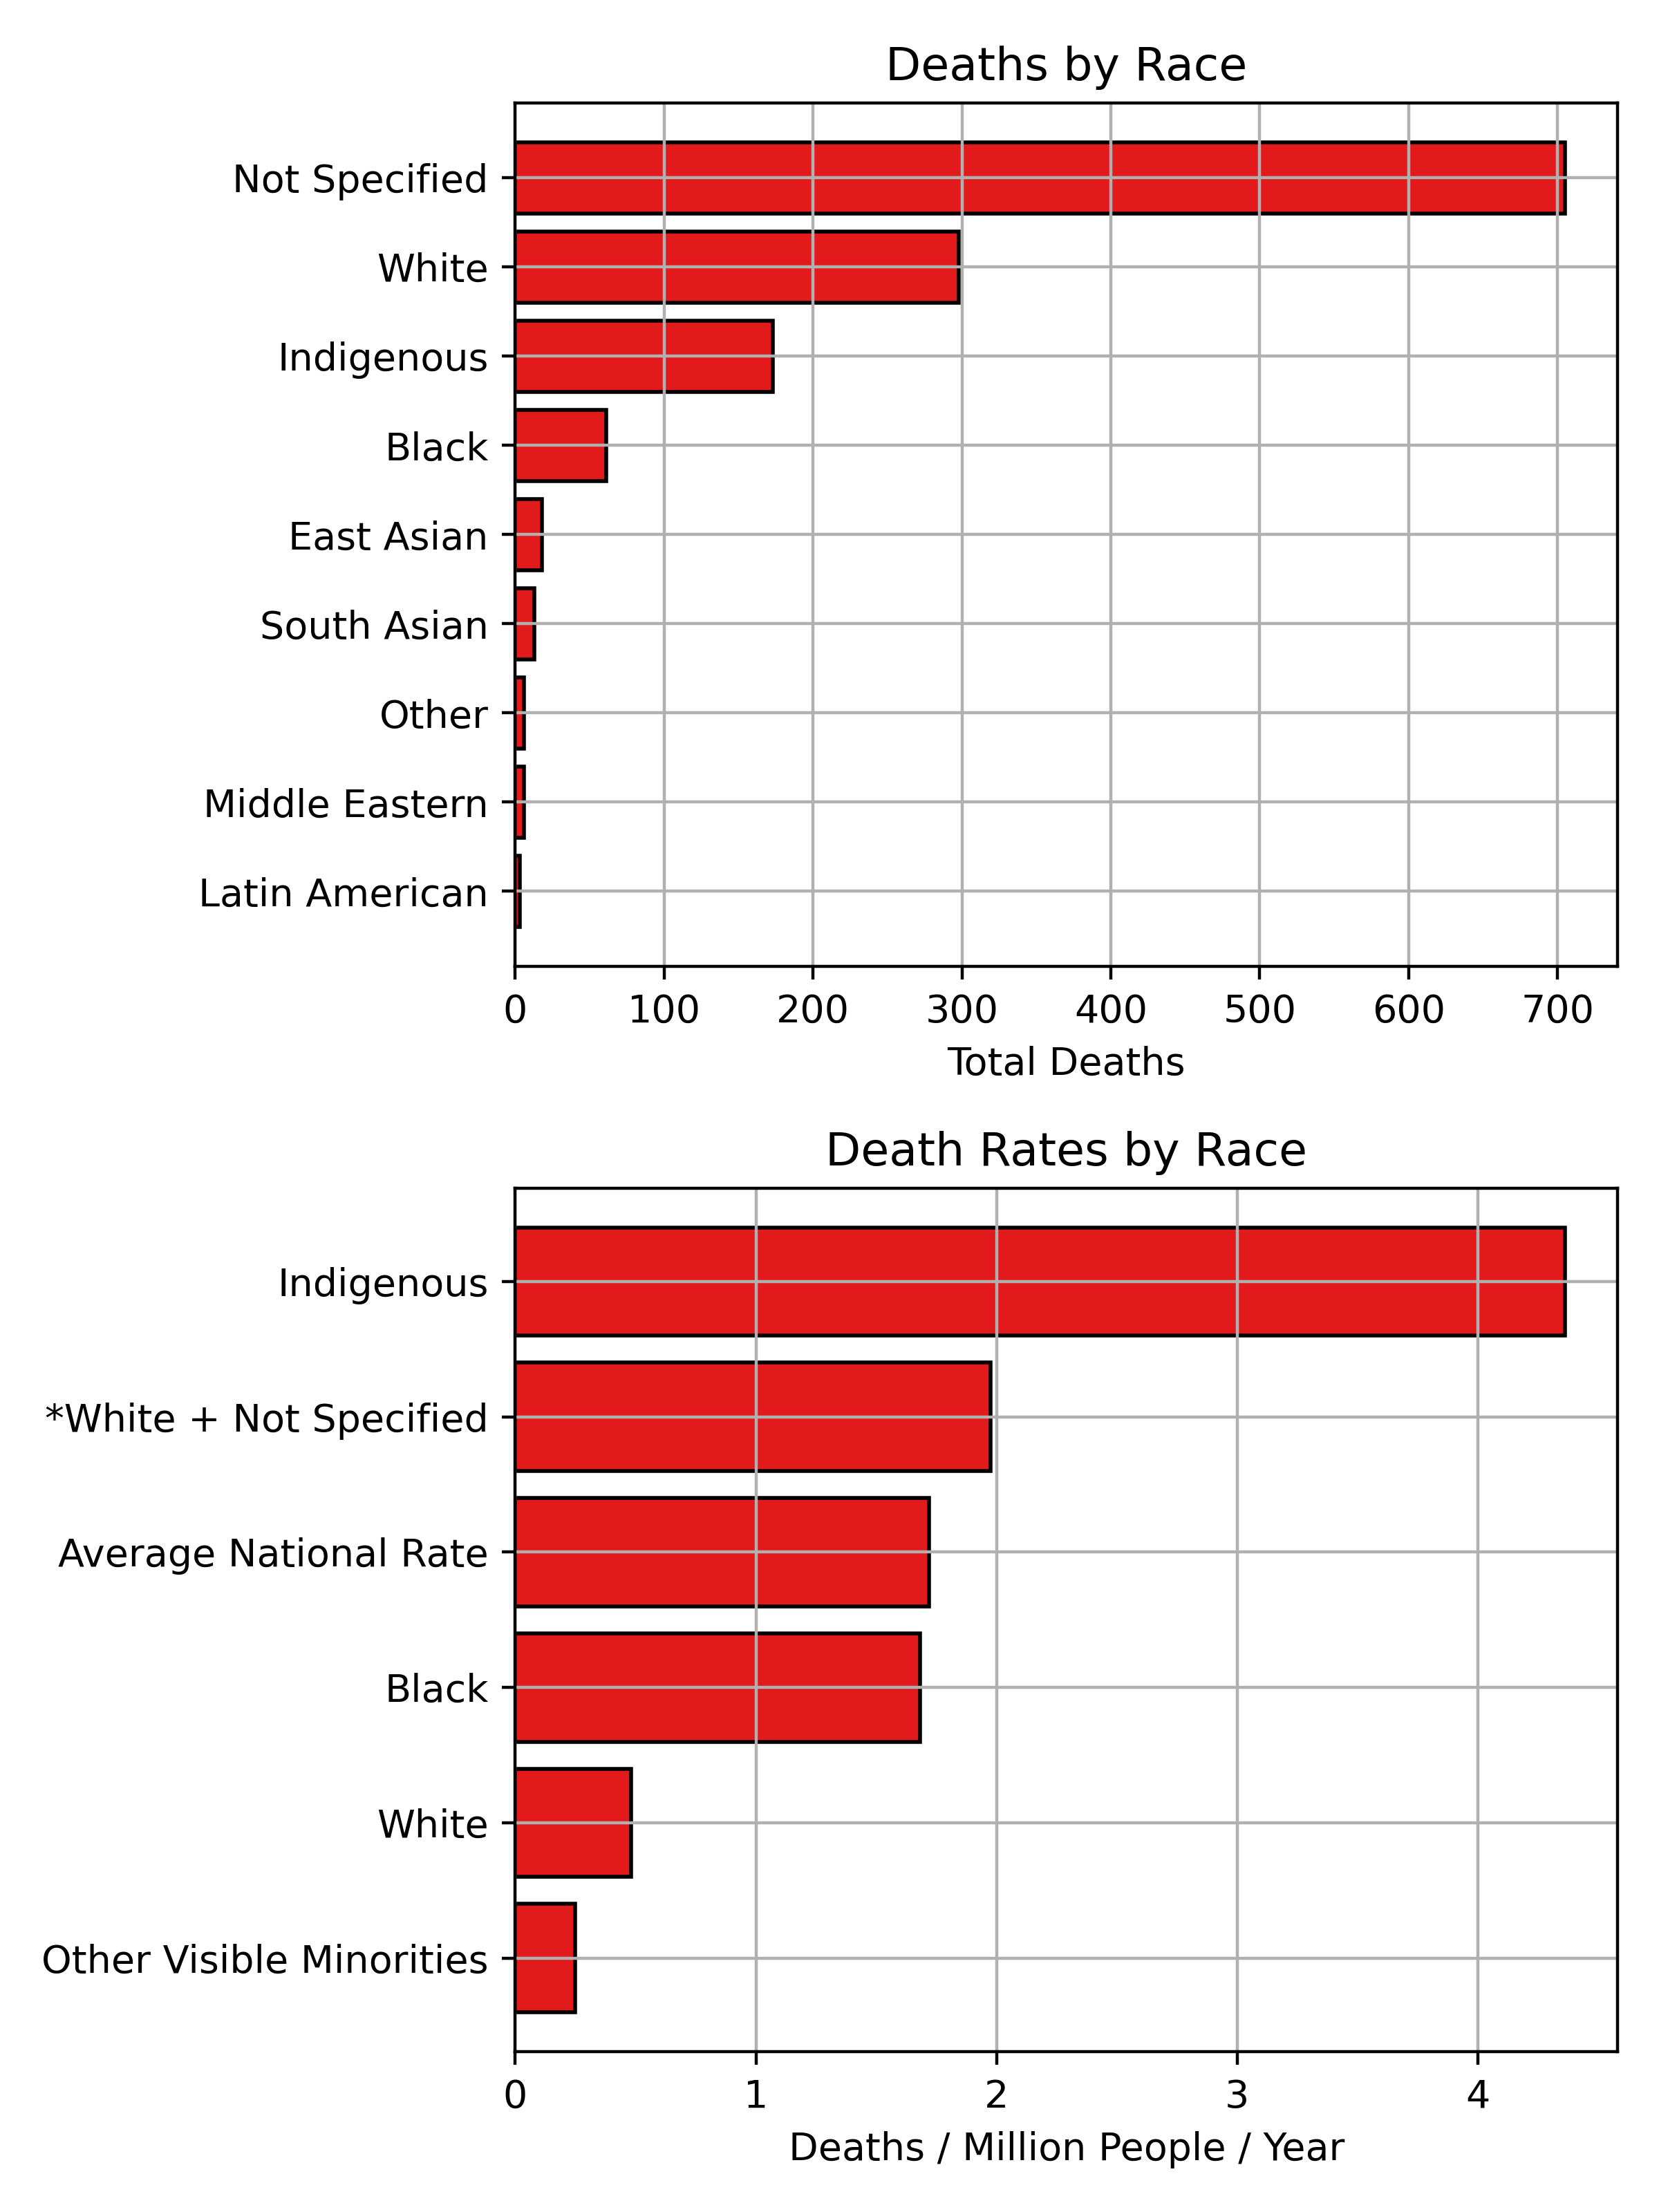 Deaths by Race
Not Specified
White
Indigenous
Black
East Asian
South Asian
Other
Middle Eastern
Latin American
0 100 200 300 400 500 600 700
Total Deaths
Death Rates by Race
Indigenous
*White + Not Specified
Average National Rate
Black
White
Other Visible Minorities
0 1 2 3 4
Deaths / Million People / Year